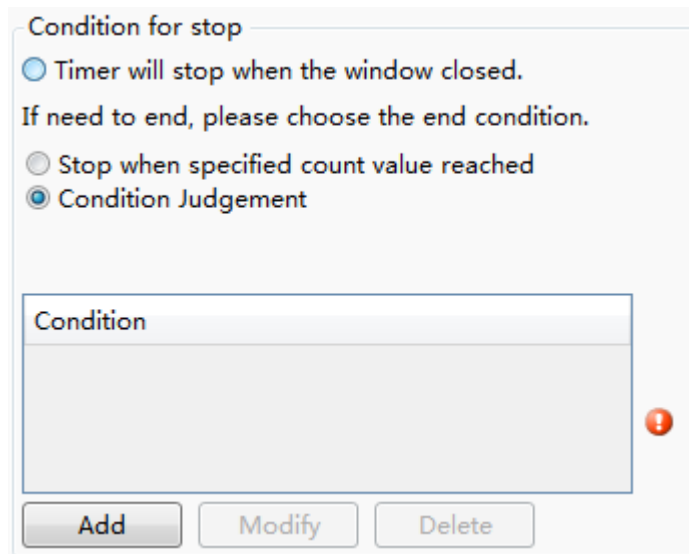 Condition for stop
Timer will stop when the window closed.
If need to end, please choose the end condition.
Stop when specified count value reached
Condition Judgement
Condition
Add Modify Delete